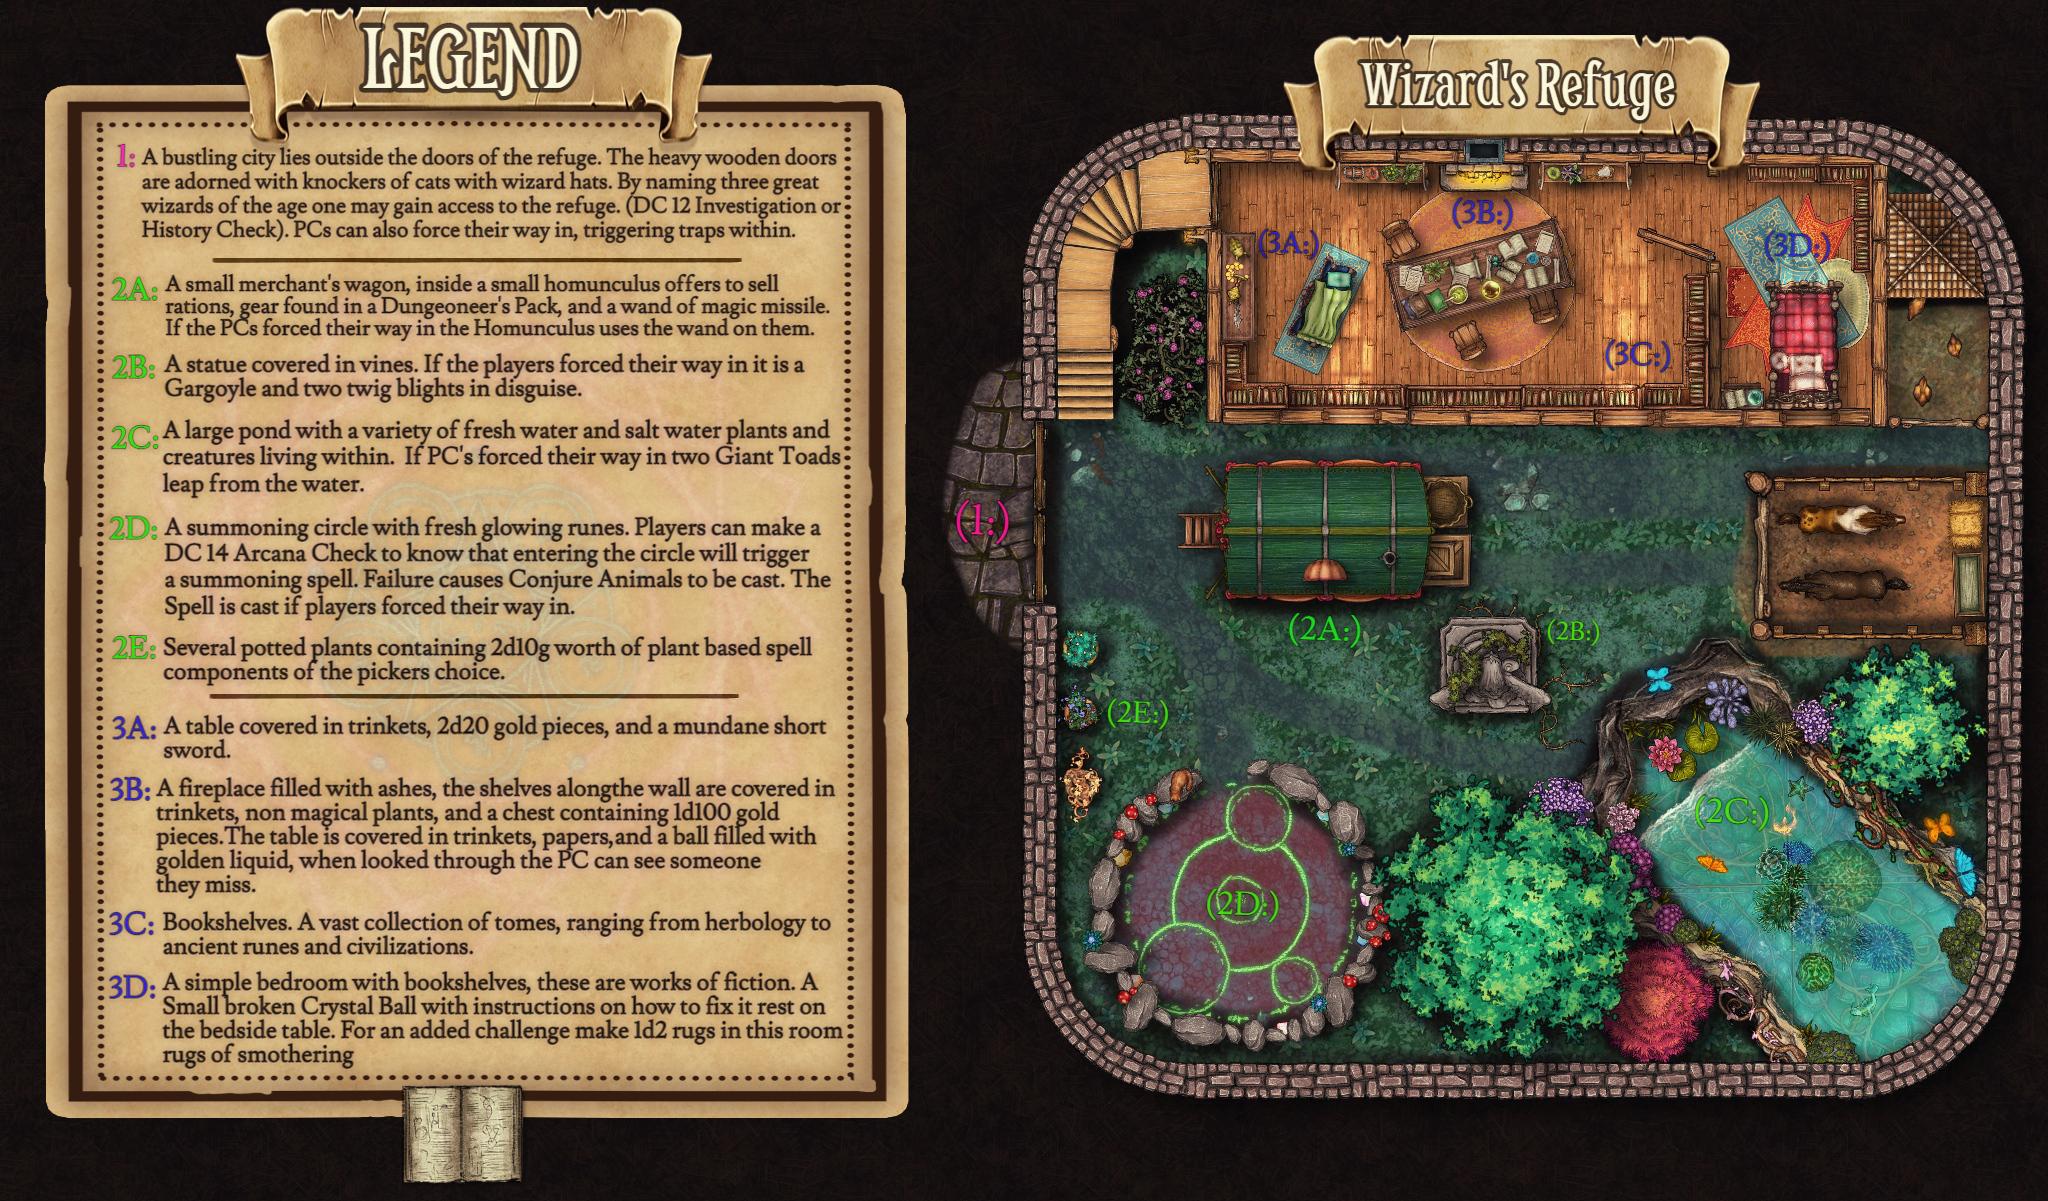 LEGEND
1: A bustling city lies outside the doors of the refuge. The heavy wooden doors
are adorned with knockers of cats with wizard hats. By naming three great
wizards of the age one may gain access to the refuge. (DC 12 Investigation or
History Check). PCs can also force their way in, triggering traps within.
2A: A small merchant's wagon, inside a small homunculus offers to sell
rations, gear found in a Dungeoneer's Pack, and a wand of magic missile.
If the PCs forced their way in the Homunculus uses the wand on them.
2B: A statue covered in vines. If the players forced their way in it is a
Gargoyle and two twig blights in disguise.
2C: A large pond with a variety of fresh water and salt water plants and
creatures living within. If PC's forced their way in two Giant Toads
leap from the water.
2D: A summoning circle with fresh glowing runes. Players can make a
DC 14 Arcana Check to know that entering the circle will trigger
a summoning spell. Failure causes Conjure Animals to be cast. The
Spell is cast if players forced their way in.
2E: Several potted plants containing 2d10g worth of plant based spell
components of the pickers choice.
3A: A table covered in trinkets, 2d20 gold pieces, and a mundane short
sword.
3B: A fireplace filled with ashes, the shelves alongthe wall are covered in
trinkets, non magical plants, and a chest containing 1d100 gold
pieces.The table is covered in trinkets, papers,and a ball filled with
golden liquid, when looked through the PC can see someone
they miss.
3C: Bookshelves. A vast collection of tomes, ranging from herbology to
ancient runes and civilizations.
3D: A simple bedroom with bookshelves, these are works of fiction. A
Small broken Crystal Ball with instructions on how to fix it rest on
the bedside table. For an added challenge make 1d2 rugs in this room
rugs of smothering
Wizard's Refuge
(3B:)
(3A:)
(3D:)
(3C:)
(1:)
(2A:)
(2B:)
(2E:)
(2C:)
(2D:)